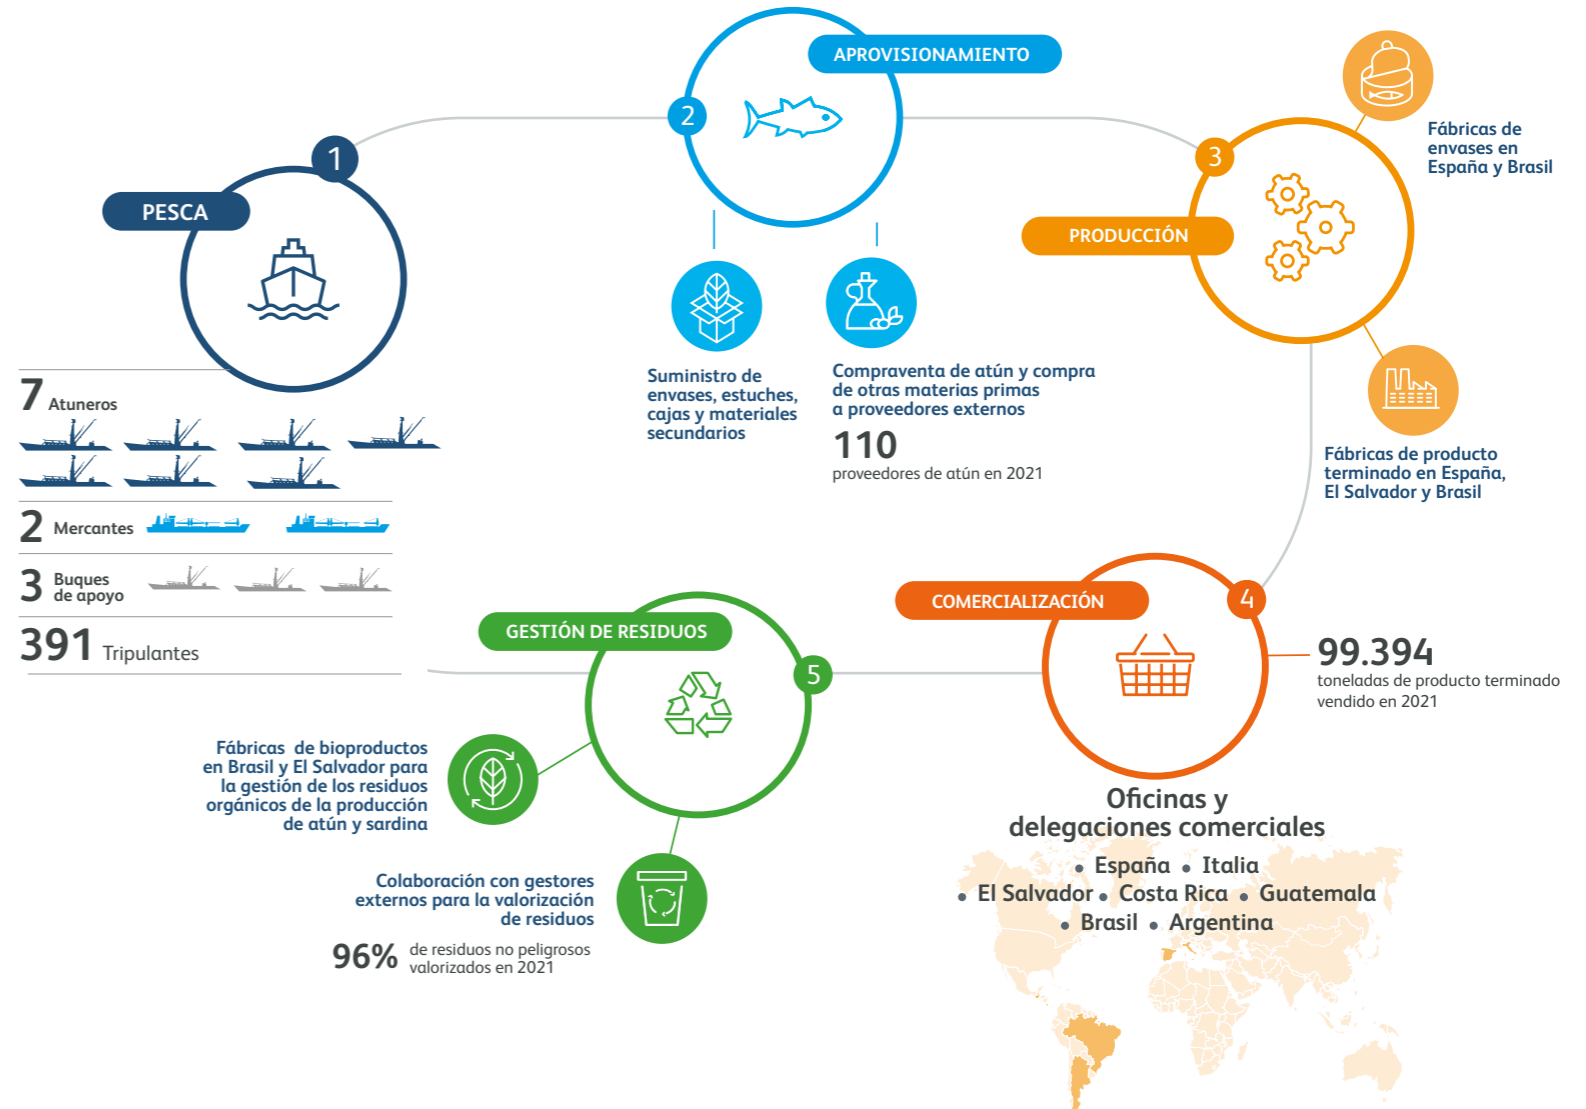 1
PESCA
7 Atuneros
2 Mercantes
3 Buques
de apoyo
391 Tripulantes
2
APROVISIONAMIENTO
Suministro de
envases, estuches,
cajas y materiales
secundarios
Compraventa de atún y compra
de otras materias primas
a proveedores externos
110
proveedores de atún en 2021
3
PRODUCCIÓN
Fábricas de
envases en
España y Brasil
Fábricas de producto
terminado en España,
El Salvador y Brasil
4
COMERCIALIZACIÓN
99.394
toneladas de producto terminado
vendido en 2021
Oficinas y
delegaciones comerciales
• España • Italia
• El Salvador • Costa Rica • Guatemala
• Brasil • Argentina
5
GESTIÓN DE RESIDUOS
Fábricas de bioproductos
en Brasil y El Salvador para
la gestión de los residuos
orgánicos de la producción
de atún y sardina
Colaboración con gestores
externos para la valorización
de residuos
96% de residuos no peligrosos
valorizados en 2021